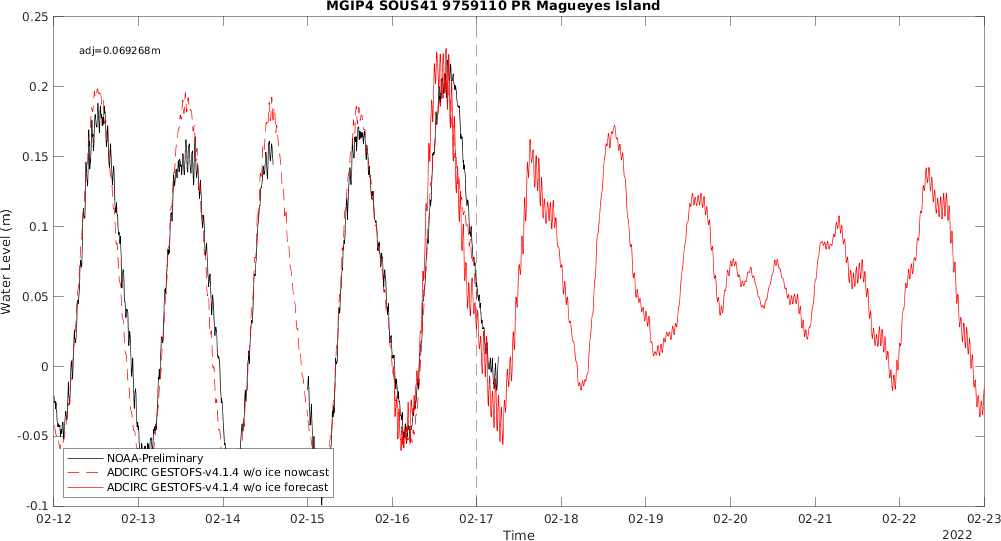 MGIP4 SOUS41 9759110 PR Magueyes Island
adj=0.069268m
0.25
0.2
0.15
0.1
0.05
0
-0.05
-0.1
Water Level (m)
NOAA-Preliminary
ADCIRC GESTOFS-v4.1.4 w/o ice nowcast
ADCIRC GESTOFS-v4.1.4 w/o ice forecast
02-12 02-13 02-14 02-15 02-16 02-17 02-18 02-19 02-20 02-21 02-22 02-23
Time
2022